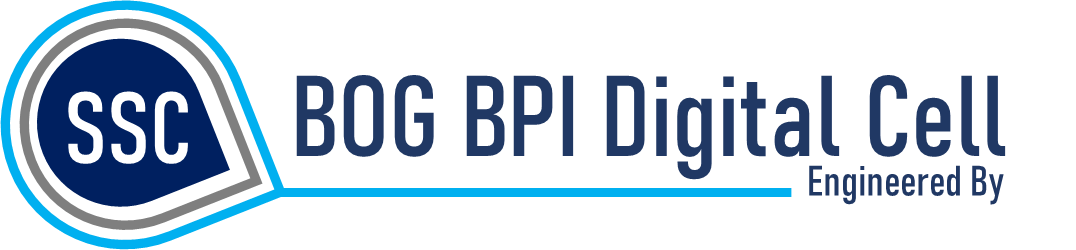 SSC
BOG BPI Digital Cell
Engineered By